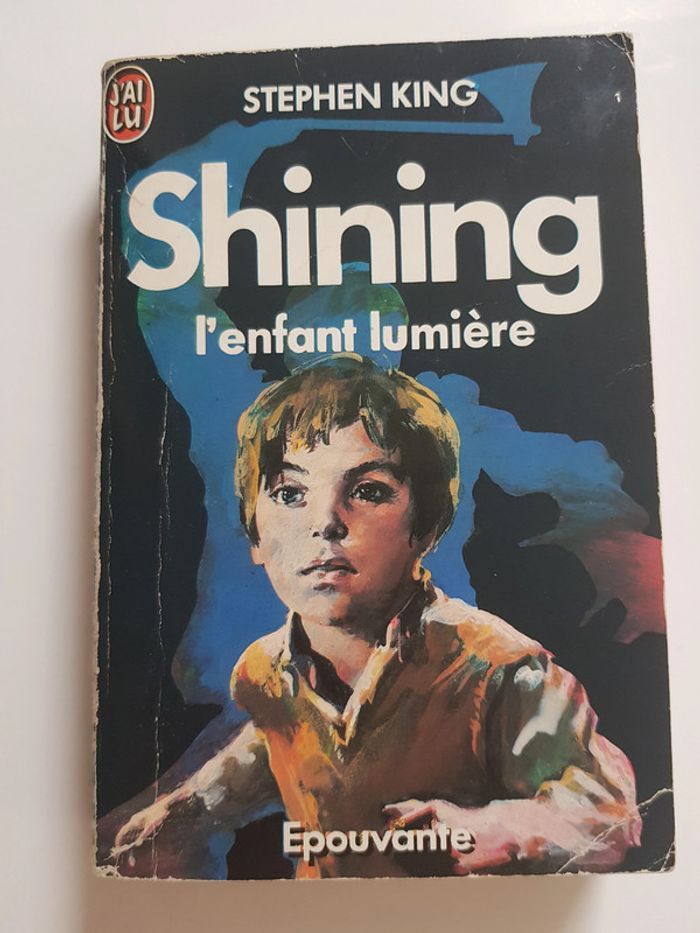 J'AI
LU
STEPHEN KING
Shining
l'enfant lumière
Epouvante